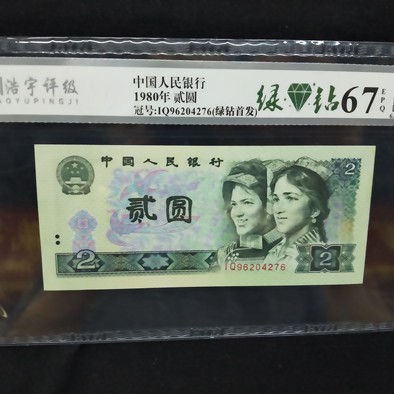 浩宇评级
AOYUPINGJI
中国人民银行
1980年 贰圆
冠号:IQ96204276(绿钻首发)
绿钻67
EPQ
中国人民银行
2
贰圆
IQ96204276
2
2